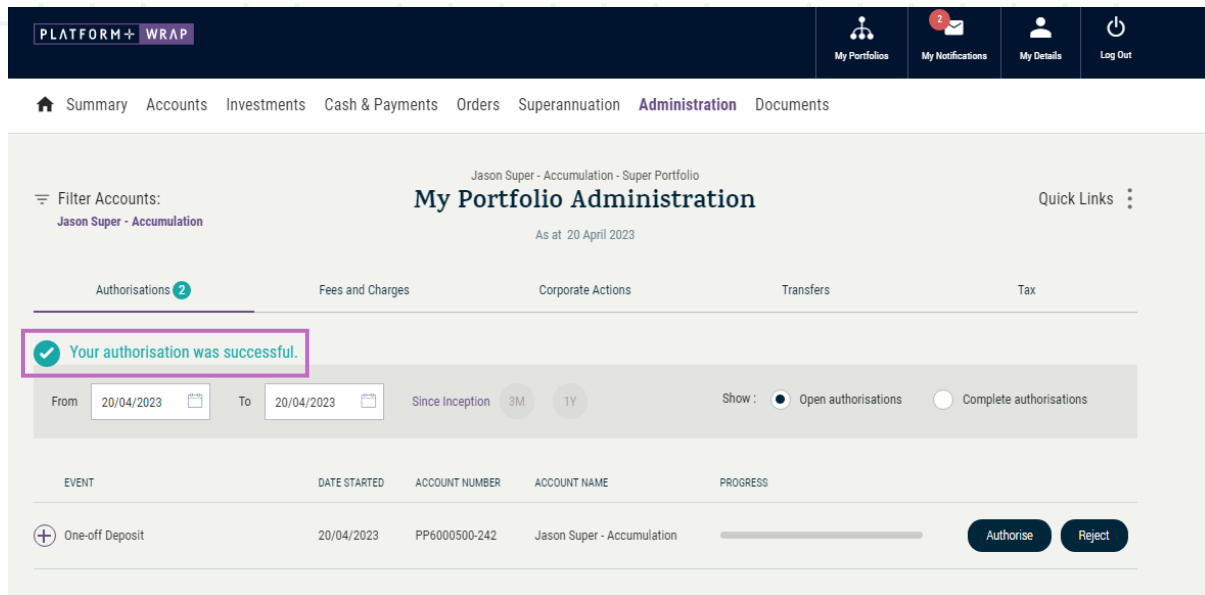 PLATFORM+ WRAP
2
My Portfolios My Notifications My Details Log Out
Summary Accounts Investments Cash & Payments Orders Superannuation Administration Documents
Jason Super - Accumulation - Super Portfolio
Filter Accounts: My Portfolio Administration Quick Links
Jason Super - Accumulation
As at 20 April 2023
Authorisations 2 Fees and Charges Corporate Actions Transfers Tax
Your authorisation was successful.
From 20/04/2023 To 20/04/2023 Since Inception 3M 1Y Show : Open authorisations Complete authorisations
EVENT DATE STARTED ACCOUNT NUMBER ACCOUNT NAME PROGRESS
One-off Deposit 20/04/2023 PP6000500-242 Jason Super - Accumulation Authorise Reject